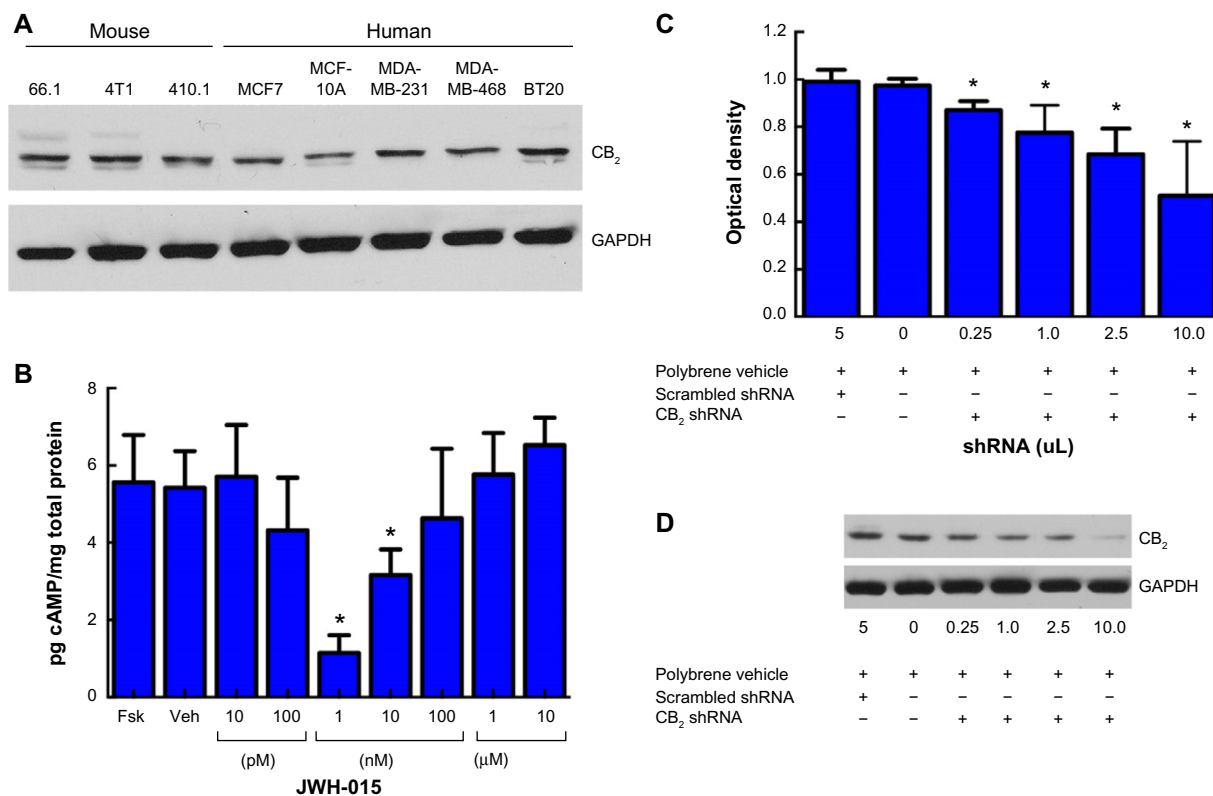 A
Mouse Human
66.1 4T1 410.1 MCF7 MCF-10A MDA-MB-231 MDA-MB-468 BT20
CB2
GAPDH
B
pg cAMP/mg total protein
8
6
4
2
0
Fsk Veh 10 100 1 10 100 1 10
(pM) (nM) (µM)
JWH-015
* *
C
Optical density
1.2
1.0
0.8
0.6
0.4
0.2
0.0
* * * *
5 0 0.25 1.0 2.5 10.0
Polybrene vehicle + + + + + +
Scrambled shRNA + – – – – –
CB2 shRNA – – + + + +
shRNA (uL)
D
CB2
GAPDH
5 0 0.25 1.0 2.5 10.0
Polybrene vehicle + + + + + +
Scrambled shRNA + – – – – –
CB2 shRNA – – + + + +